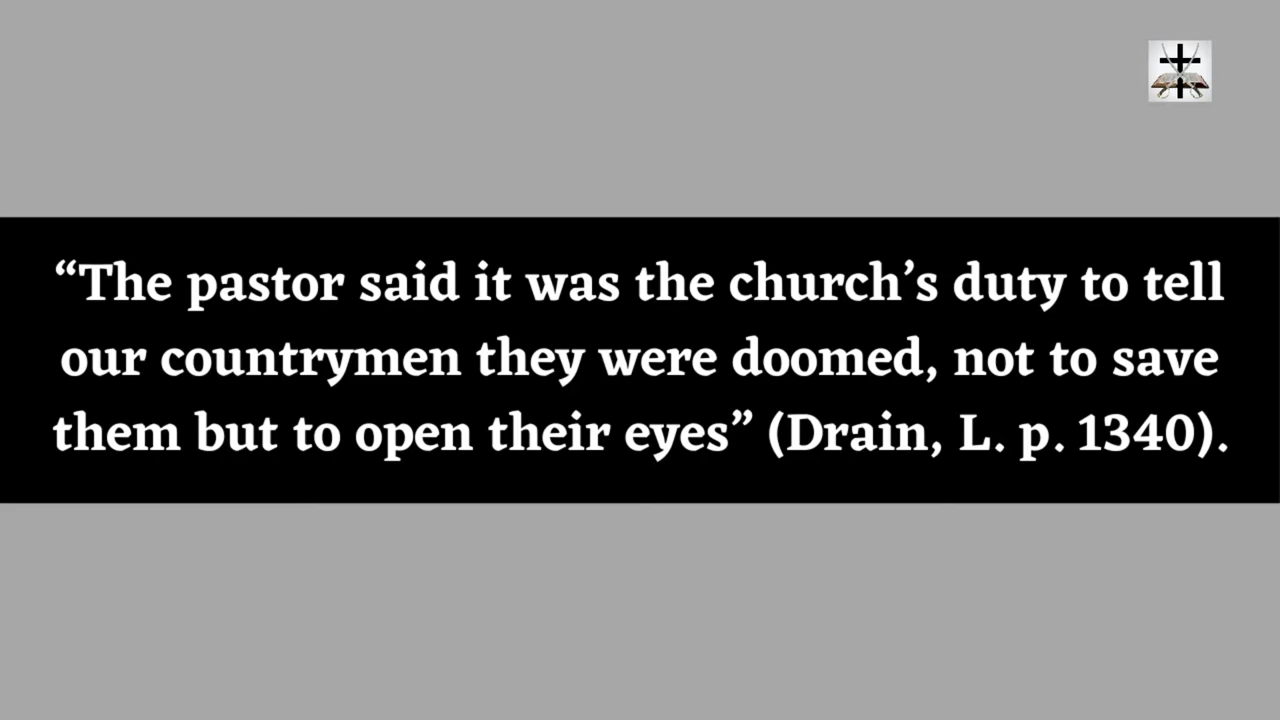 “The pastor said it was the church’s duty to tell
our countrymen they were doomed, not to save
them but to open their eyes” (Drain, L. p. 1340).